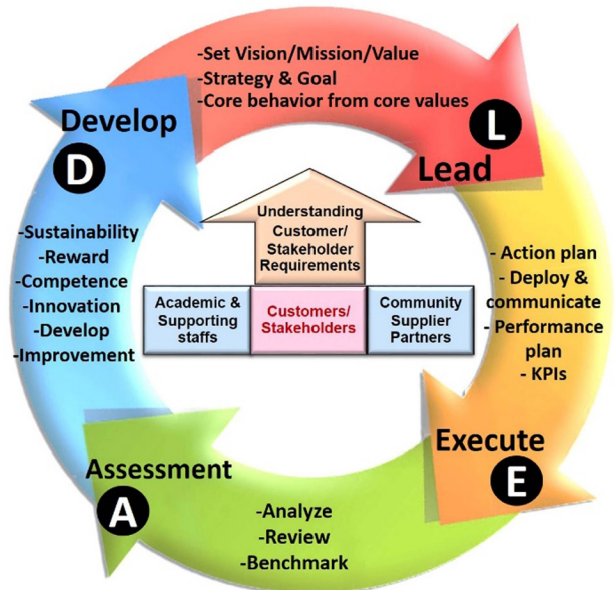 -Set Vision/Mission/Value
-Strategy & Goal
-Core behavior from core values
L
Lead
- Action plan
- Deploy &
communicate
- Performance
plan
- KPIs
Execute
E
-Analyze
-Review
-Benchmark
Assessment
A
-Sustainability
-Reward
-Competence
-Innovation
-Develop
-Improvement
Develop
D
Understanding
Customer/
Stakeholder
Requirements
Academic &
Supporting
staffs
Customers/
Stakeholders
Community
Supplier
Partners